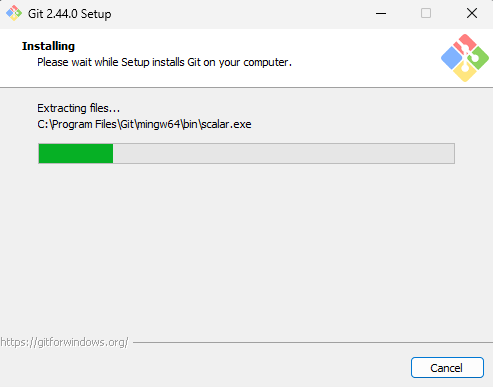 Git 2.44.0 Setup
Installing
Please wait while Setup installs Git on your computer.
Extracting files...
C:\Program Files\Git\mingw64\bin\scalar.exe
https://gitforwindows.org/
Cancel